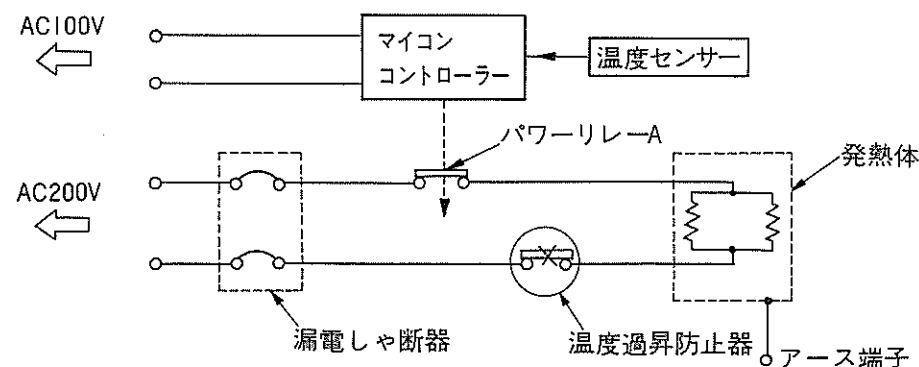 AC100V
マイコン
コントローラー
温度センサー
パワーリレーA
発熱体
AC200V
漏電しゃ断器
温度過昇防止器
アース端子